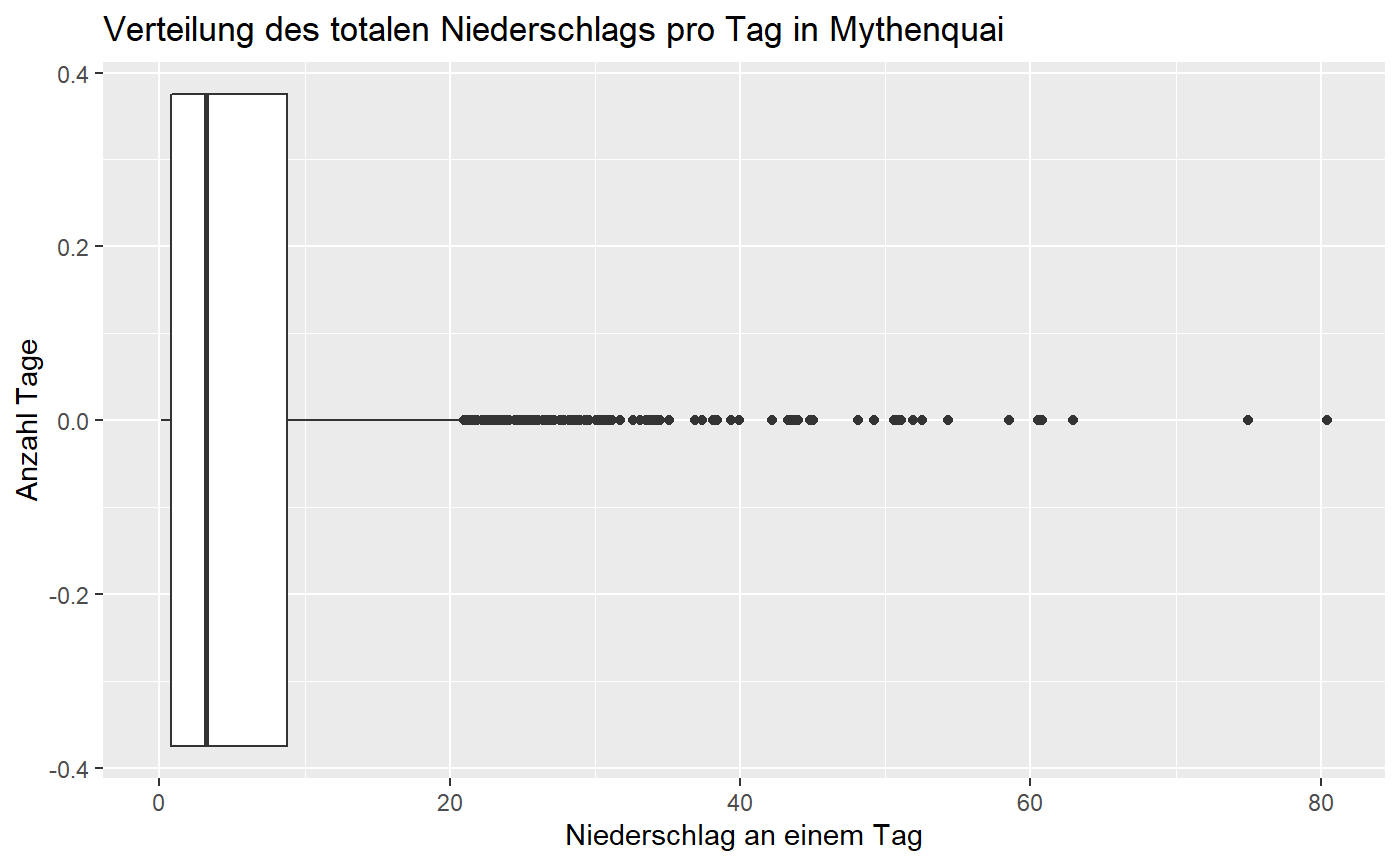 Verteilung des totalen Niederschlags pro Tag in Mythenquai
Anzahl Tage
0.4
0.2
0.0
-0.2
-0.4
0 20 40 60 80
Niederschlag an einem Tag